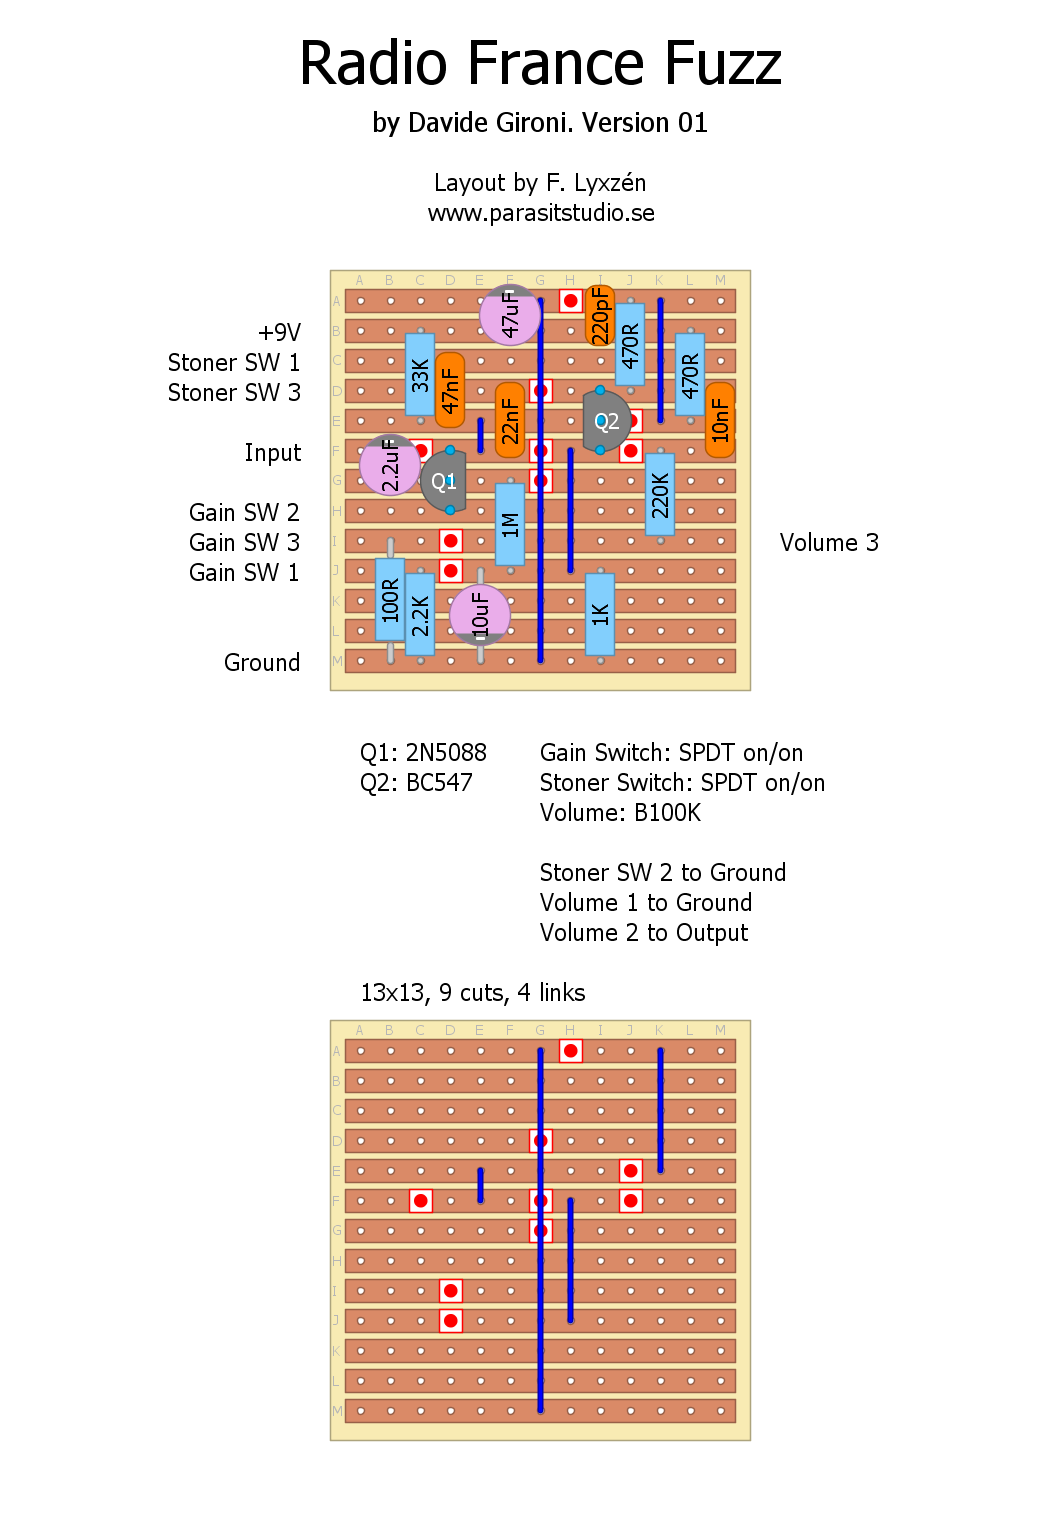 Radio France Fuzz
by Davide Gironi. Version 01
Layout by F. Lyxzén
www.parasitstudio.se
A B C D E F G H I J K L M
A
B
C
D
E
F
G
H
I
J
K
L
M
+9V
Stoner SW 1
Stoner SW 3
Input
Gain SW 2
Gain SW 3
Gain SW 1
Ground
Volume 3
47uF
220pF
470R
470R
33K
47nF
22nF
Q2
10nF
2.2uF
Q1
1M
220K
100R
2.2K
10uF
1K
Q1: 2N5088
Q2: BC547
Gain Switch: SPDT on/on
Stoner Switch: SPDT on/on
Volume: B100K
Stoner SW 2 to Ground
Volume 1 to Ground
Volume 2 to Output
13x13, 9 cuts, 4 links
A B C D E F G H I J K L M
A
B
C
D
E
F
G
H
I
J
K
L
M